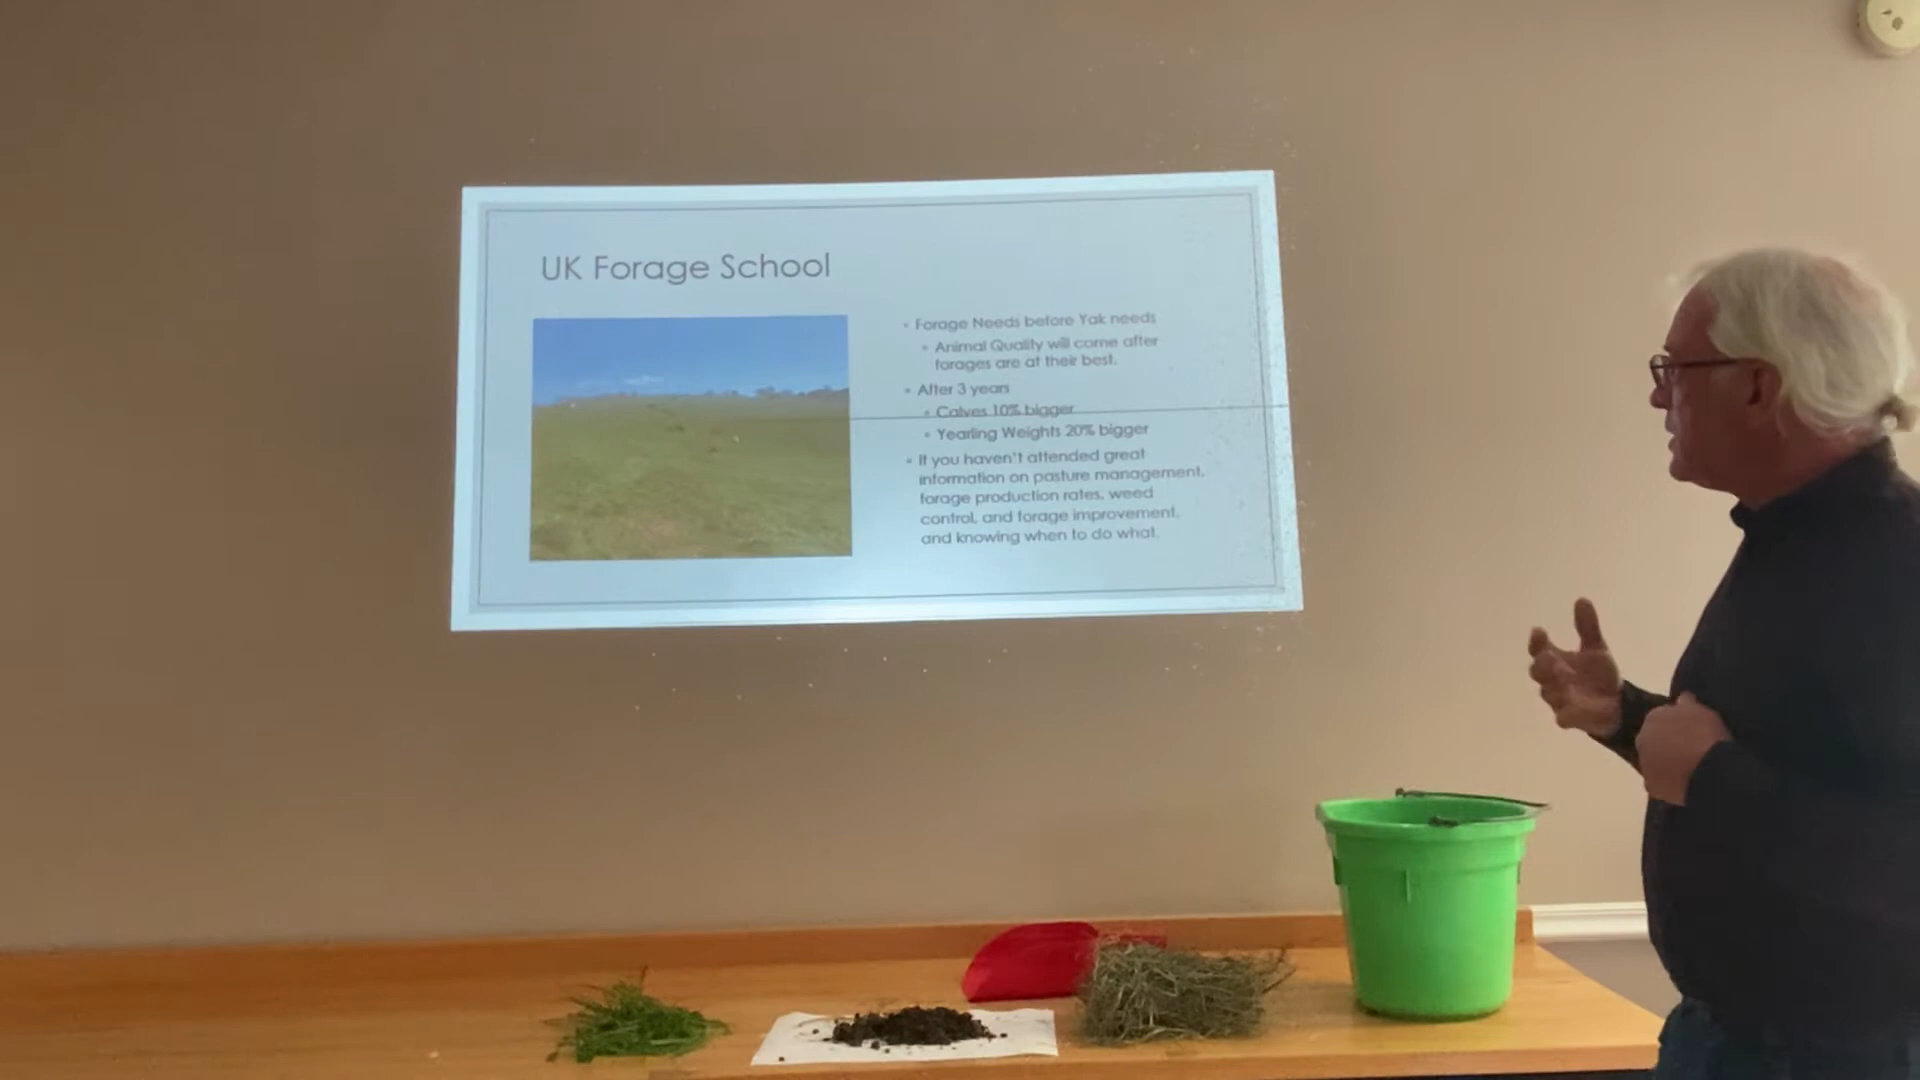 UK Forage School
Forage Needs before Yak needs
Animal Quality will come after
forages are at their best.
After 3 years
Calves 10% bigger
Yearling Weights 20% bigger
If you haven't attended great
information on pasture management,
forage production rates, weed
control, and forage improvement,
and knowing when to do what.